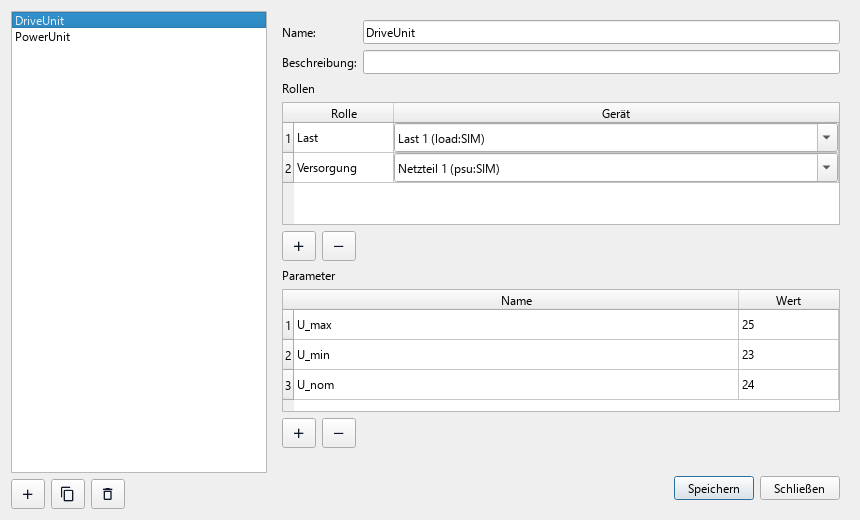 DriveUnit
PowerUnit
Name: DriveUnit
Beschreibung:
Rollen
Rolle Gerät
1 Last Last 1 (load:SIM)
2 Versorgung Netzteil 1 (psu:SIM)
+ −
Parameter
Name Wert
1 U_max 25
2 U_min 23
3 U_nom 24
+ −
+
Speichern Schließen